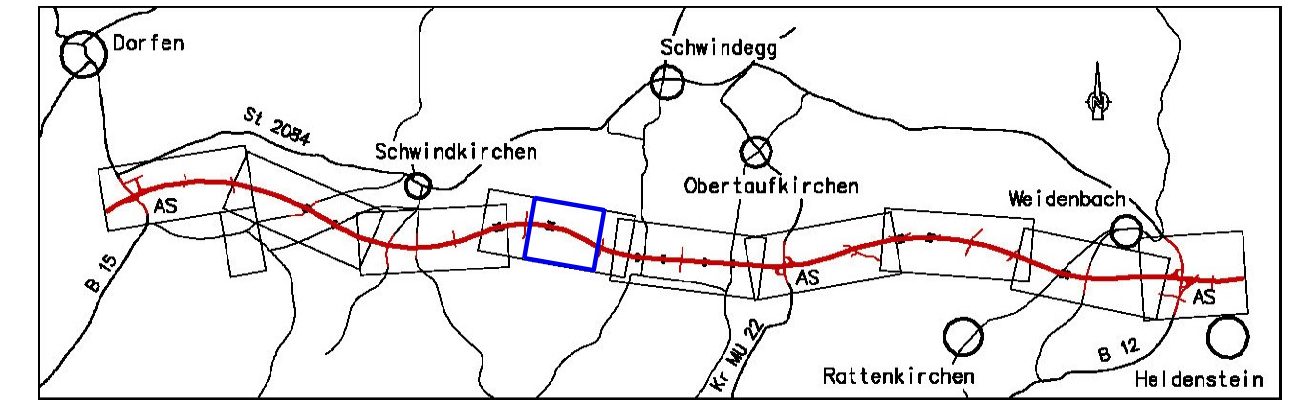 Dorfen
Schwindegg
N
St 2084
Schwindkirchen
Obertaufkirchen
Weidenbach
AS
B 15
AS
AS
Kr MÜ 22
B 12
Rattenkirchen
Heldenstein